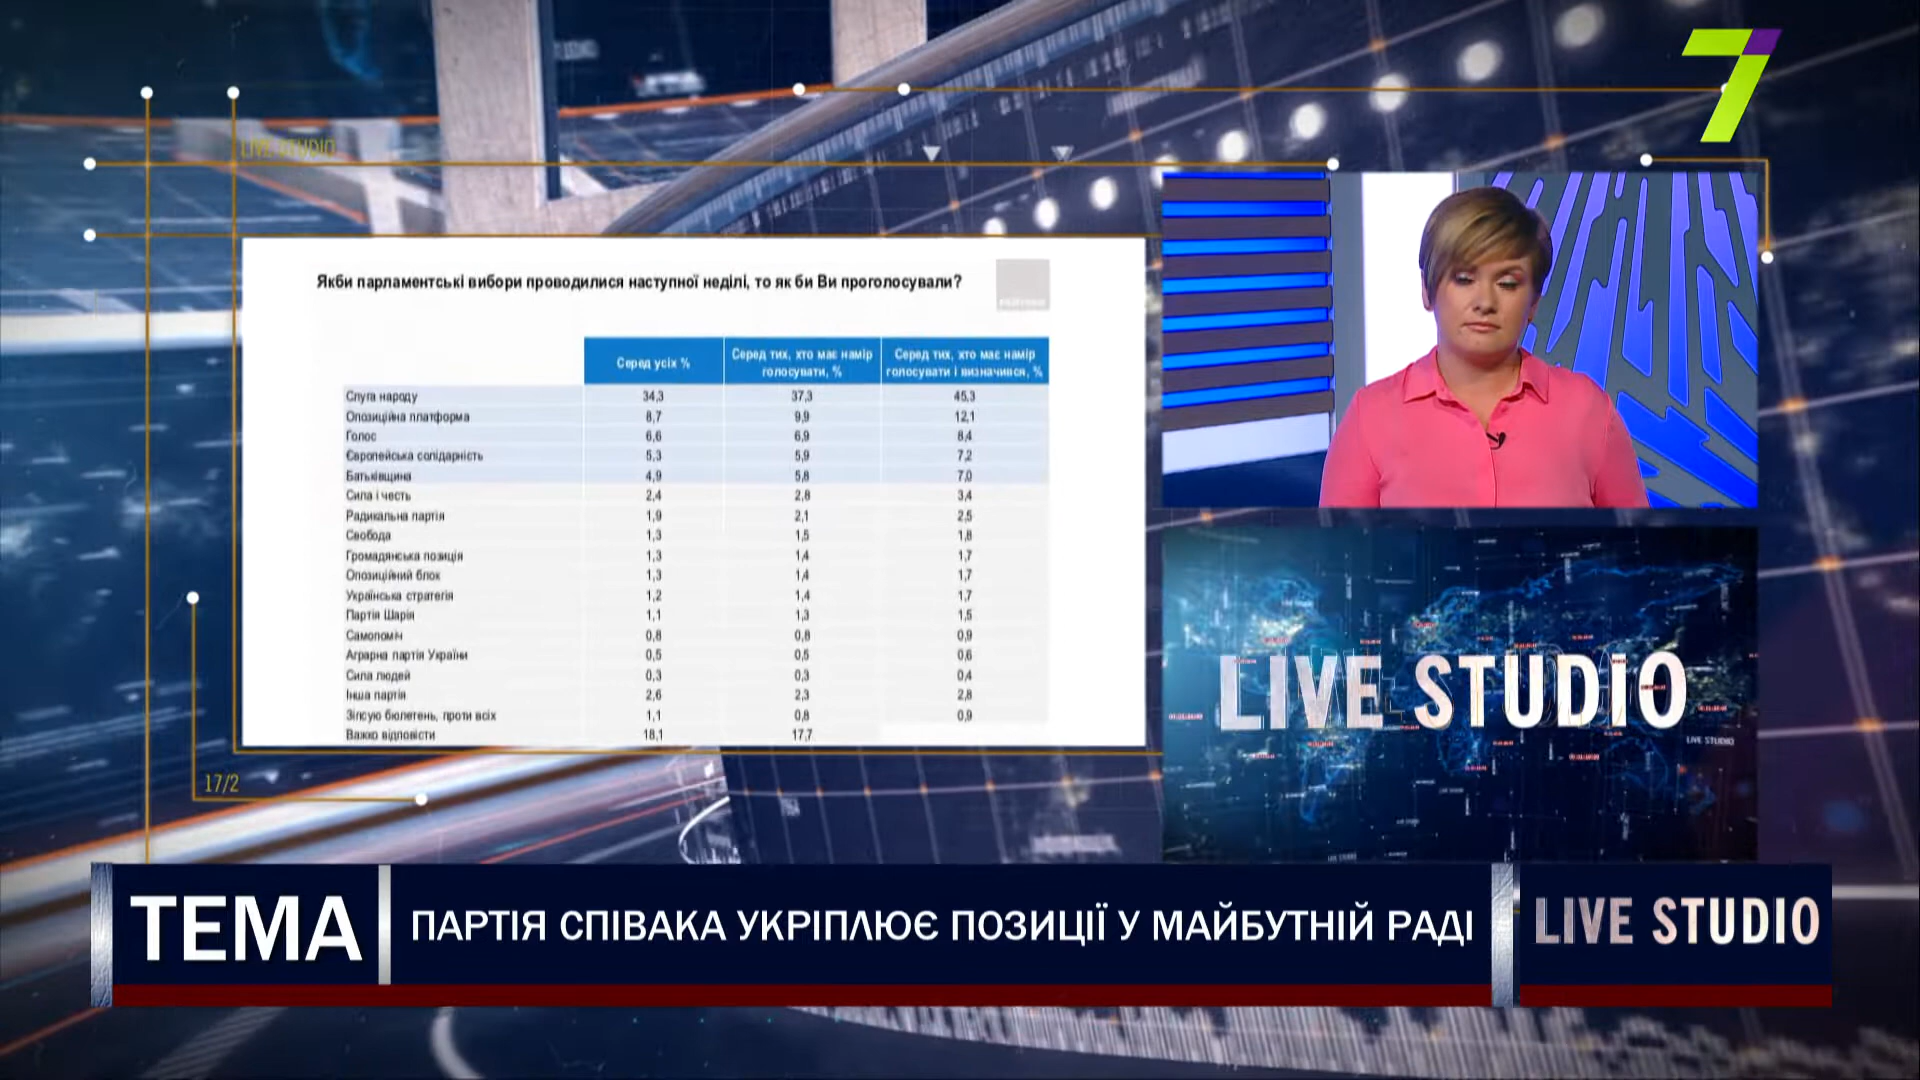 7
LIVE STUDIO
Якби парламентські вибори проводилися наступної неділі, то як би Ви проголосували?
Серед усіх % Серед тих, хто має намір голосувати, % Серед тих, хто має намір голосувати і визначився, %
Слуга народу 34,3 37,3 45,3
Опозиційна платформа 8,7 9,9 12,1
Голос 6,6 6,9 8,4
Європейська солідарність 5,3 5,9 7,2
Батьківщина 4,9 5,8 7,0
Сила і честь 2,4 2,8 3,4
Радикальна партія 1,9 2,1 2,5
Свобода 1,3 1,5 1,8
Громадянська позиція 1,3 1,4 1,7
Опозиційний блок 1,3 1,4 1,7
Українська стратегія 1,2 1,4 1,7
Партія Шарія 1,1 1,3 1,5
Самопоміч 0,8 0,8 0,9
Аграрна партія України 0,5 0,5 0,6
Сила людей 0,3 0,3 0,4
Інша партія 2,6 2,3 2,8
Зіпсую бюлетень, проти всіх 1,1 0,8 0,9
Важко відповісти 18,1 17,7
LIVE STUDIO
LIVE STUDIO
17/2
ТЕМА
ПАРТІЯ СПІВАКА УКРІПЛЮЄ ПОЗИЦІЇ У МАЙБУТНІЙ РАДІ
LIVE STUDIO